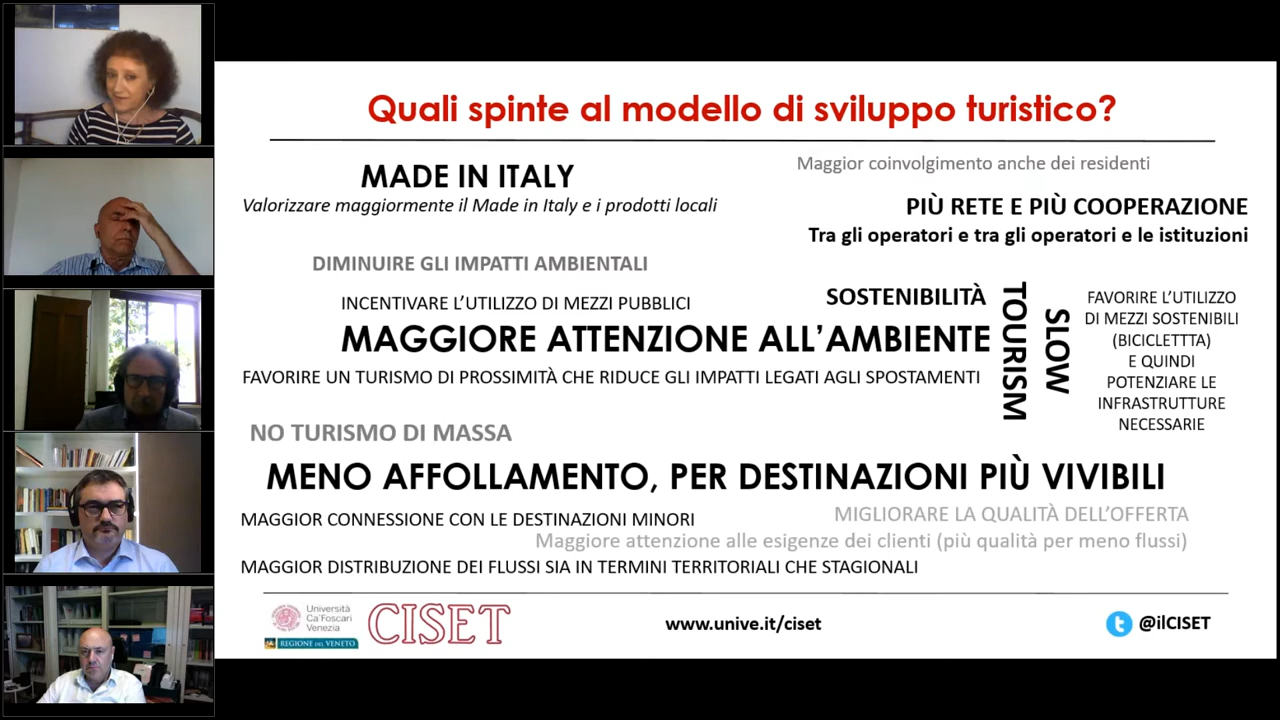 Quali spinte al modello di sviluppo turistico?
MADE IN ITALY
Valorizzare maggiormente il Made in Italy e i prodotti locali
Maggior coinvolgimento anche dei residenti
PIÙ RETE E PIÙ COOPERAZIONE
Tra gli operatori e tra gli operatori e le istituzioni
DIMINUIRE GLI IMPATTI AMBIENTALI
INCENTIVARE L’UTILIZZO DI MEZZI PUBBLICI
SOSTENIBILITÀ
MAGGIORE ATTENZIONE ALL’AMBIENTE
FAVORIRE UN TURISMO DI PROSSIMITÀ CHE RIDUCE GLI IMPATTI LEGATI AGLI SPOSTAMENTI
SLOW
TOURISM
FAVORIRE L’UTILIZZO
DI MEZZI SOSTENIBILI
(BICICLETTTA)
E QUINDI
POTENZIARE LE
INFRASTRUTTURE
NECESSARIE
NO TURISMO DI MASSA
MENO AFFOLLAMENTO, PER DESTINAZIONI PIÙ VIVIBILI
MAGGIOR CONNESSIONE CON LE DESTINAZIONI MINORI
MIGLIORARE LA QUALITÀ DELL’OFFERTA
Maggiore attenzione alle esigenze dei clienti (più qualità per meno flussi)
MAGGIOR DISTRIBUZIONE DEI FLUSSI SIA IN TERMINI TERRITORIALI CHE STAGIONALI
Università
Ca’Foscari
Venezia
REGIONE DEL VENETO
CISET
www.unive.it/ciset
@ilCISET